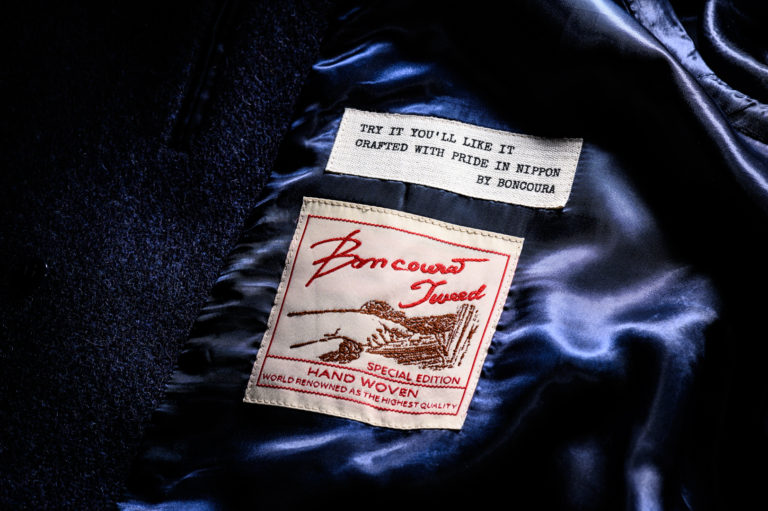 TRY IT YOU'LL LIKE IT
CRAFTED WITH PRIDE IN NIPPON
BY BONCOURA
Boncoura
Tweed
SPECIAL EDITION
HAND WOVEN
WORLD RENOWNED AS THE HIGHEST QUALITY